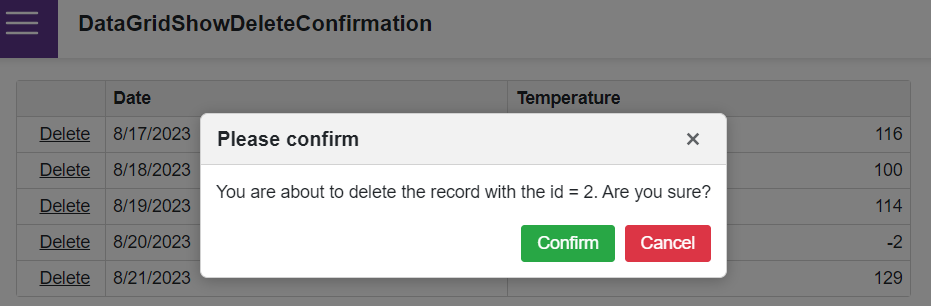 DataGridShowDeleteConfirmation
Date Temperature
Delete 8/17/2023 116
Delete 8/18/2023 100
Delete 8/19/2023 114
Delete 8/20/2023 -2
Delete 8/21/2023 129
Please confirm ×
You are about to delete the record with the id = 2. Are you sure?
Confirm Cancel